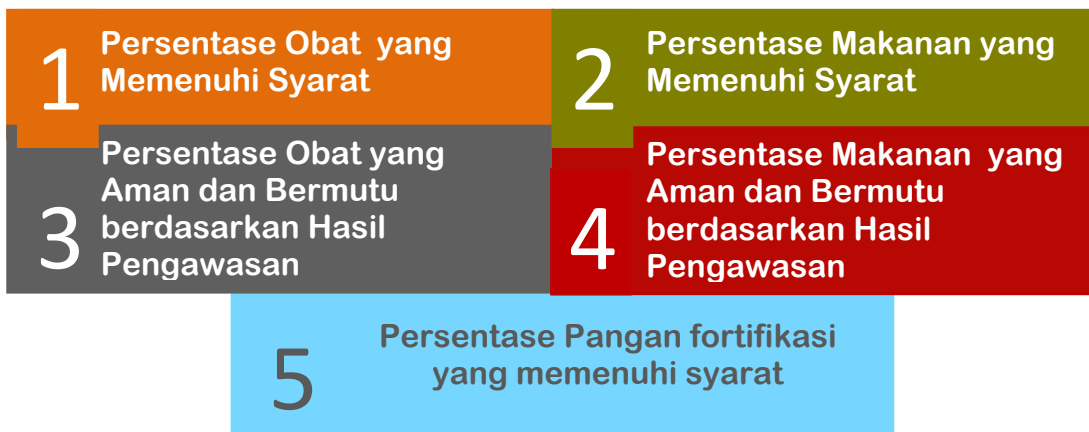 1
Persentase Obat yang
Memenuhi Syarat
2
Persentase Makanan yang
Memenuhi Syarat
3
Persentase Obat yang
Aman dan Bermutu
berdasarkan Hasil
Pengawasan
4
Persentase Makanan yang
Aman dan Bermutu
berdasarkan Hasil
Pengawasan
5
Persentase Pangan fortifikasi
yang memenuhi syarat